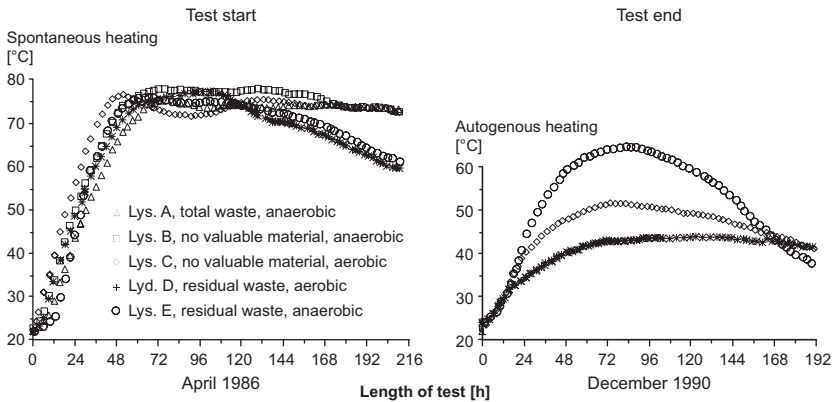 Test start
Test end
Spontaneous heating
[°C]
80
70
60
50
40
30
20
Lys. A, total waste, anaerobic
Lys. B, no valuable material, anaerobic
Lys. C, no valuable material, aerobic
Lyd. D, residual waste, aerobic
Lys. E, residual waste, anaerobic
0 24 48 72 96 120 144 168 192 216
April 1986
Autogenous heating
[°C]
60
50
40
30
20
0 24 48 72 96 120 144 168 192
December 1990
Length of test [h]